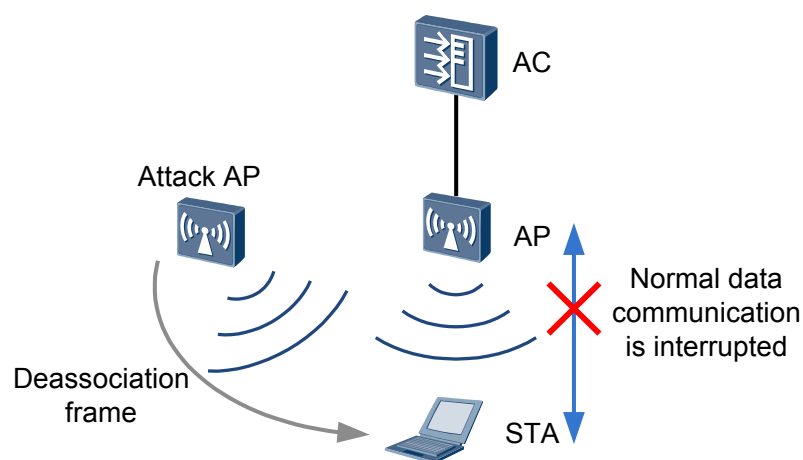 AC
Attack AP
AP
Normal data
communication
is interrupted
Deassociation
frame
STA